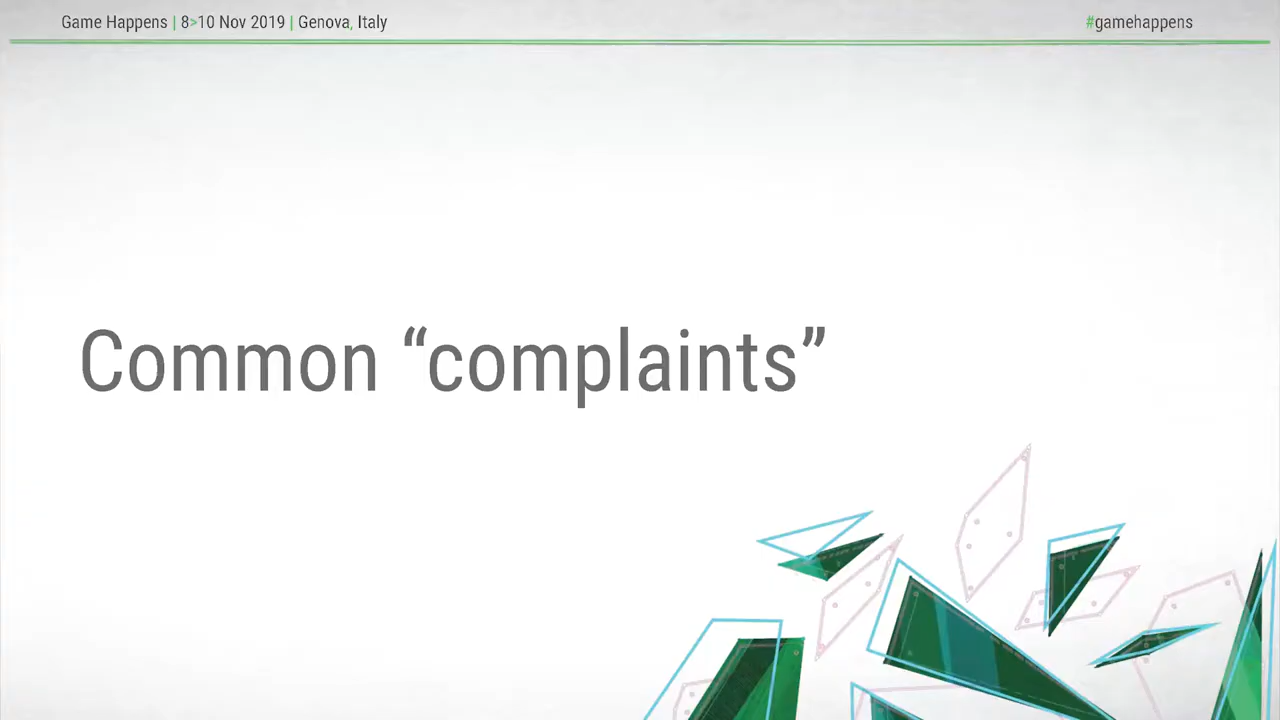 Game Happens | 8>10 Nov 2019 | Genova, Italy
#gamehappens
Common “complaints”